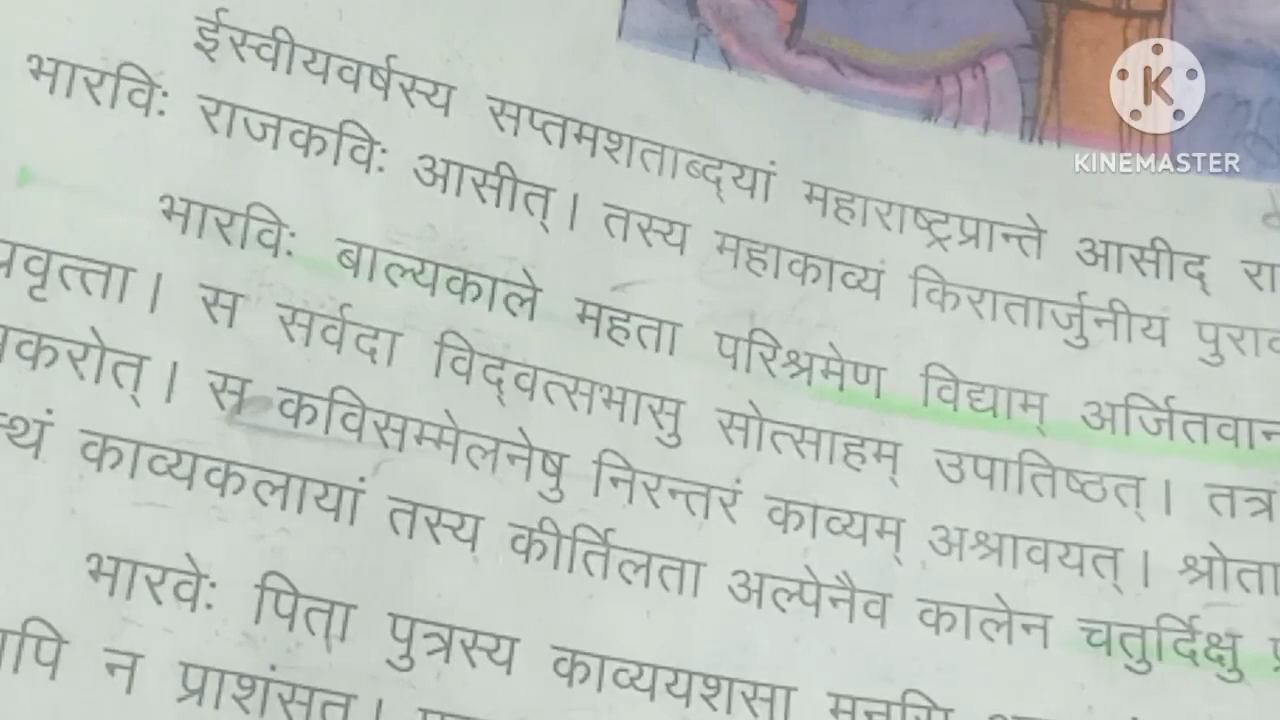 ईस्वीयवर्षस्य सप्तमशताब्द्यां महाराष्ट्रप्रान्ते आसीद्
भारविः राजकविः आसीत्। तस्य महाकाव्यं किरातार्जुनीयं
भारविः बाल्यकाले महता परिश्रमेण विद्याम् अर्जितवान
स सर्वदा विद्वत्सभासु सोत्साहम् उपातिष्ठत्। तत्र
स कविसम्मेलनेषु निरन्तरं काव्यम् अश्रावयत्। श्रोता
काव्यकलायां तस्य कीर्तिलता अल्पेनैव कालेन चतुर्दिक्षु
भारवेः पिता पुत्रस्य काव्ययशसा
न प्राशंसत्।
KINEMASTER